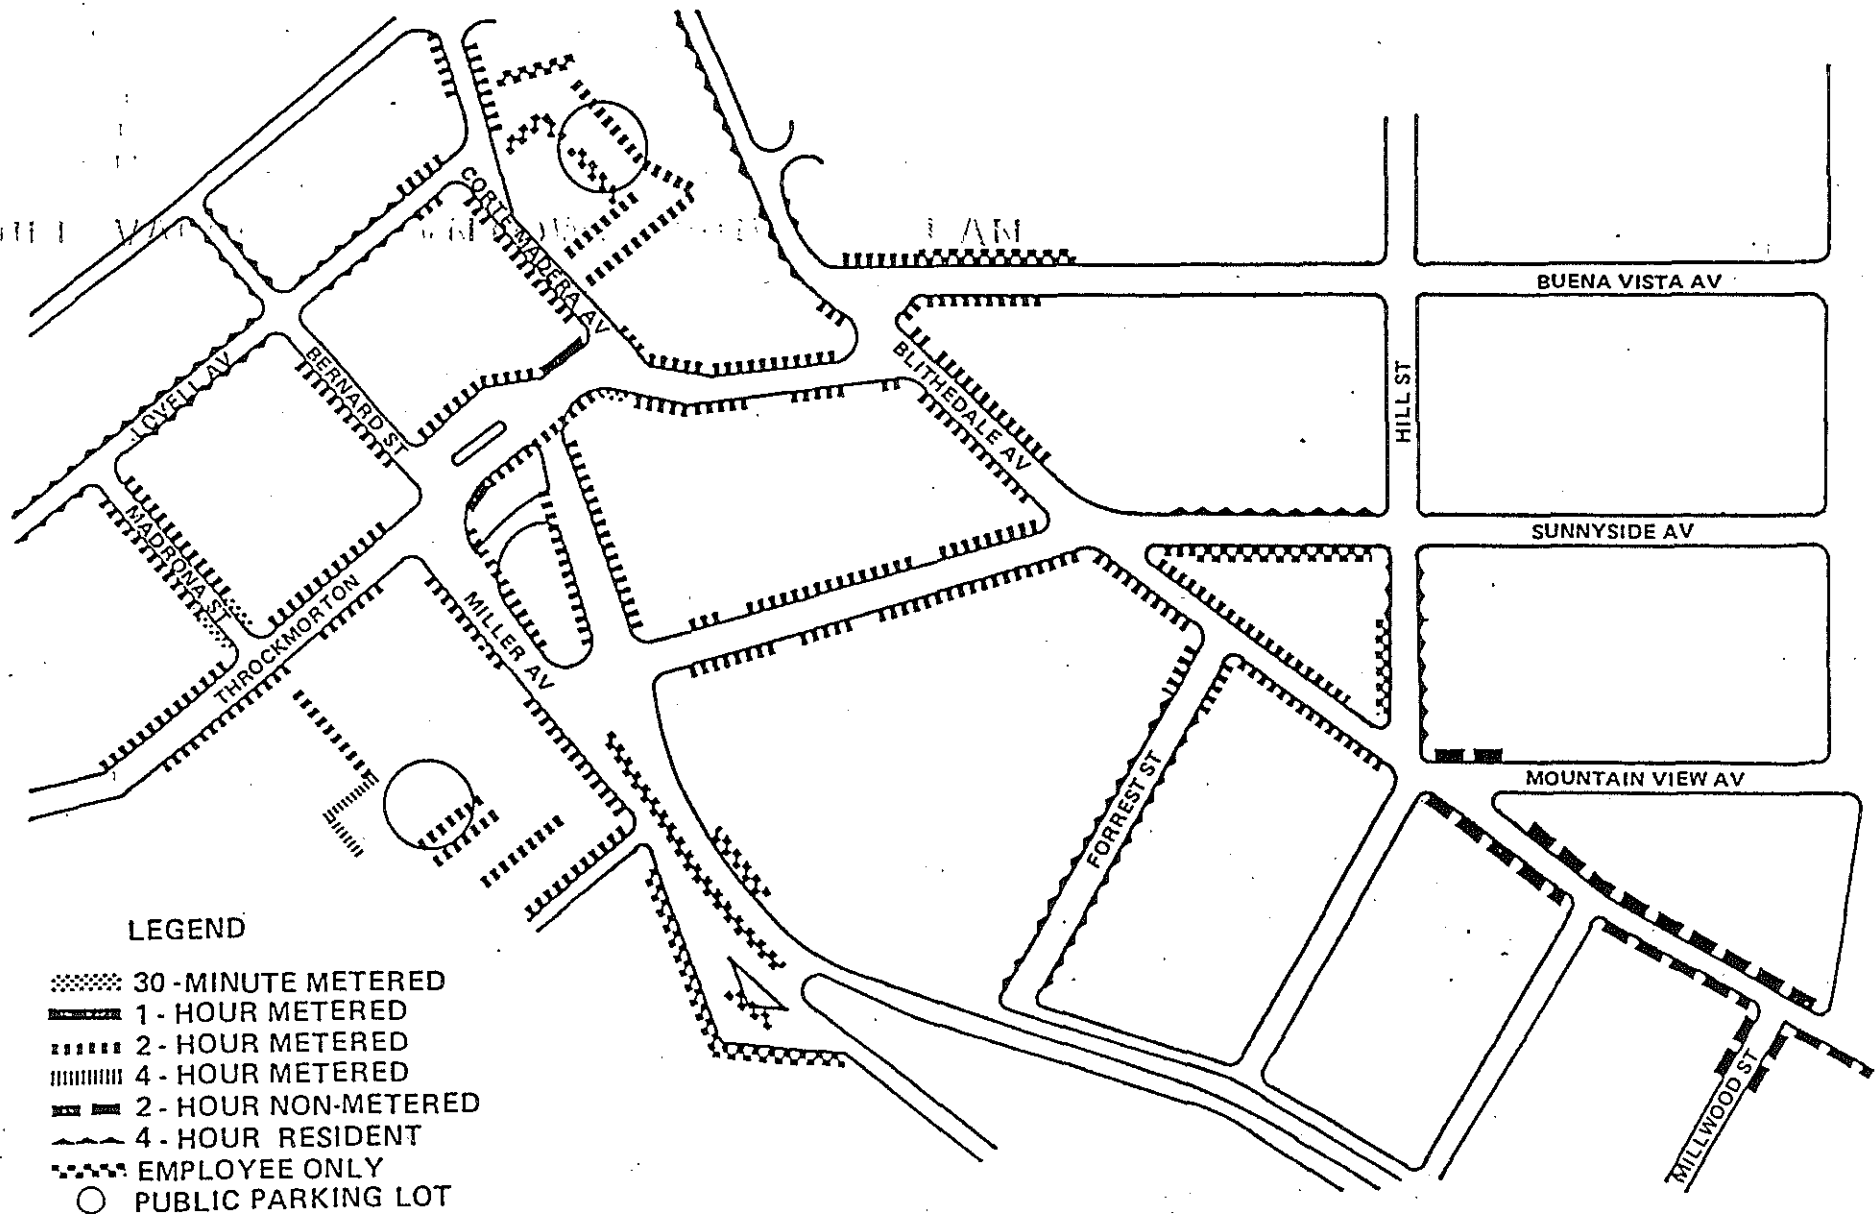 CORTE MADERA AV
BUENA VISTA AV
BERNARD ST
LOVELL AV
BLITHEDALE AV
HILL ST
SUNNYSIDE AV
MADRONA ST
THROCKMORTON
MILLER AV
FORREST ST
MOUNTAIN VIEW AV
MILLWOOD ST
LEGEND
30 - MINUTE METERED
1 - HOUR METERED
2 - HOUR METERED
4 - HOUR METERED
2 - HOUR NON-METERED
4 - HOUR RESIDENT
EMPLOYEE ONLY
PUBLIC PARKING LOT